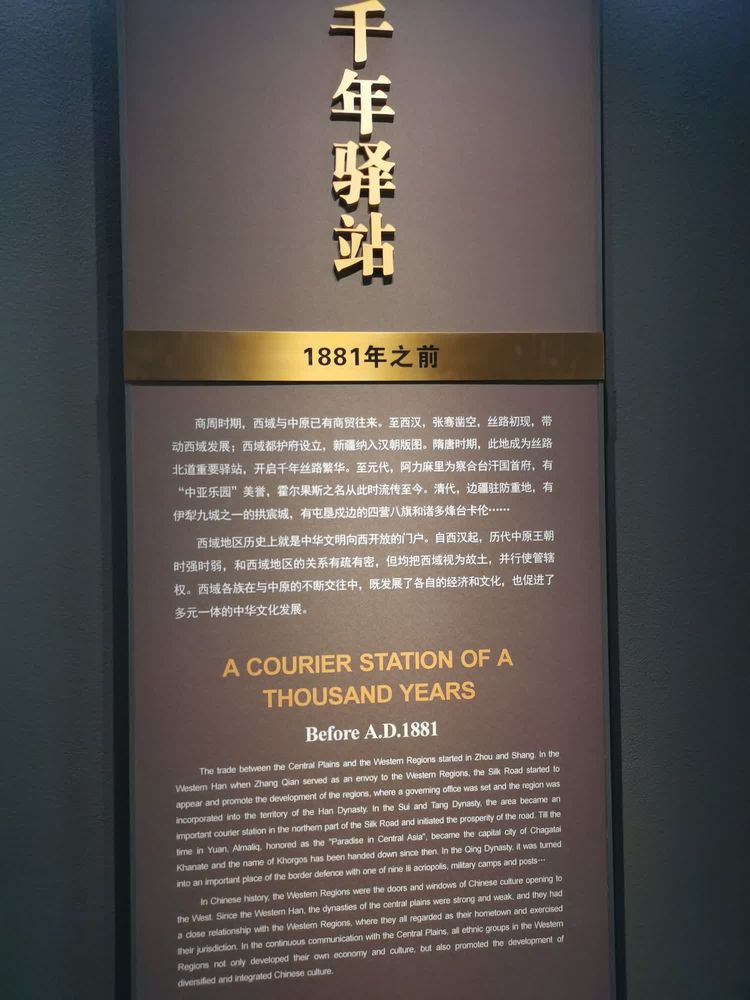 千年驿站
1881年之前
商周时期，西域与中原已有商贸往来。至西汉，张骞凿空，丝路初现，带
动西域发展；西域都护府设立，新疆纳入汉朝版图。隋唐时期，此地成为丝路
北道重要驿站，开启千年丝路繁华。至元代，阿力麻里为察合台汗国首府，有
“中亚乐园”美誉，霍尔果斯之名从此时流传至今。清代，边疆驻防重地，有
伊犁九城之一的拱宸城，有屯垦戍边的四营八旗和诸多烽台卡伦……
西域地区历史上就是中华文明向西开放的门户。自西汉起，历代中原王朝
时强时弱，和西域地区的关系有疏有密，但均把西域视为故土，并行使管辖
权。西域各族在与中原的不断交往中，既发展了各自的经济和文化，也促进了
多元一体的中华文化发展。
A COURIER STATION OF A
THOUSAND YEARS
Before A.D.1881
The trade between the Central Plains and the Western Regions started in Zhou and Shang. In the
Western Han when Zhang Qian served as an envoy to the Western Regions, the Silk Road started to
appear and promote the development of the regions, where a governing office was set and the region was
incorporated into the territory of the Han Dynasty. In the Sui and Tang Dynasty, the area became an
important courier station in the northern part of the Silk Road and initiated the prosperity of the road. Till the
time in Yuan, Almaliq, honored as the "Paradise in Central Asia", became the capital city of Chagatai
Khanate and the name of Khorgos has been handed down since then. In the Qing Dynasty, it was turned
into an important place of the border defence with one of nine Ili acriopolis, military camps and posts…
In Chinese history, the Western Regions were the doors and windows of Chinese culture opening to
the West. Since the Western Han, the dynasties of the central plains were strong and weak, and they had
a close relationship with the Western Regions, where they all regarded as their hometown and exercised
their jurisdiction. In the continuous communication with the Central Plains, all ethnic groups in the Western
Regions not only developed their own economy and culture, but also promoted the development of
diversified and integrated Chinese culture.